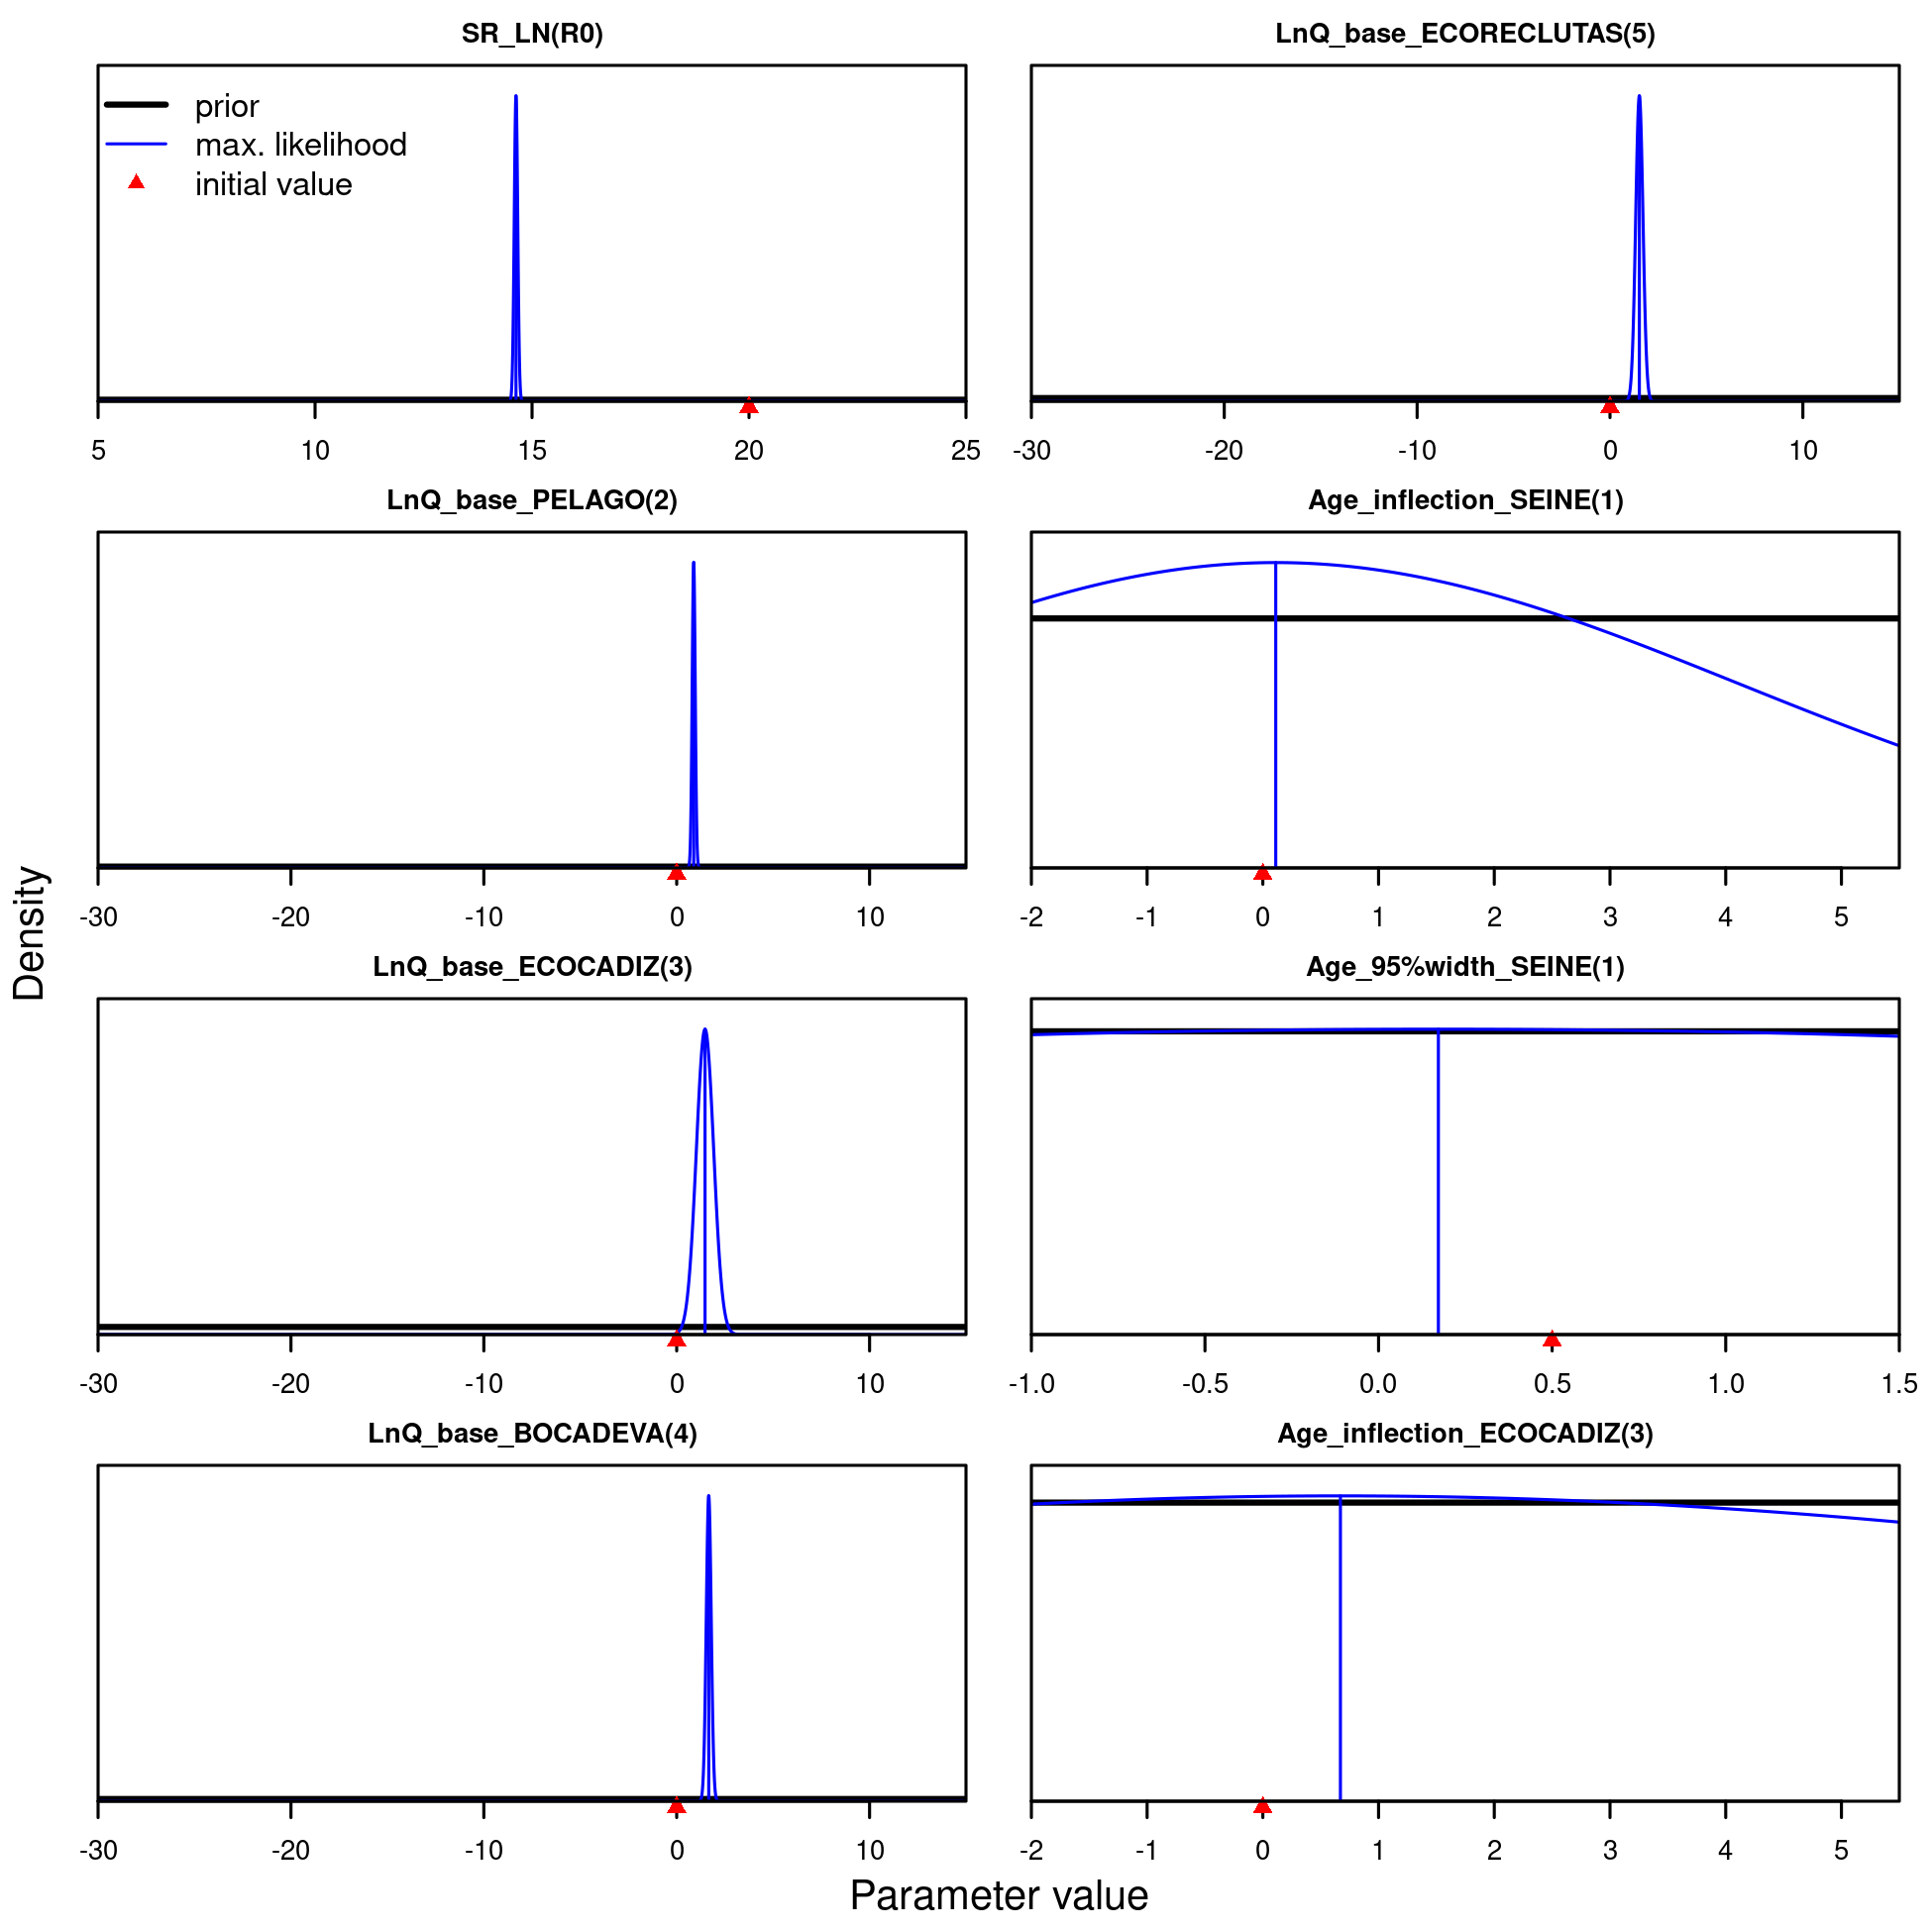 SR_LN(R0)
prior
max. likelihood
initial value
5 10 15 20 25
LnQ_base_ECORECLUTAS(5)
-30 -20 -10 0 10
LnQ_base_PELAGO(2)
-30 -20 -10 0 10
Age_inflection_SEINE(1)
-2 -1 0 1 2 3 4 5
LnQ_base_ECOCADIZ(3)
-30 -20 -10 0 10
Age_95%width_SEINE(1)
-1.0 -0.5 0.0 0.5 1.0 1.5
LnQ_base_BOCADEVA(4)
-30 -20 -10 0 10
Age_inflection_ECOCADIZ(3)
-2 -1 0 1 2 3 4 5
Density
Parameter value